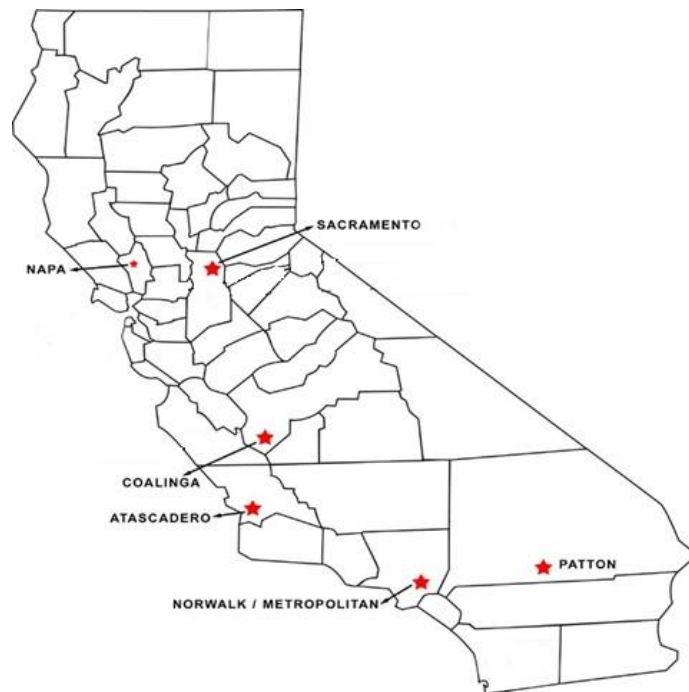 SACRAMENTO
NAPA
COALINGA
ATASCADERO
PATTON
NORWALK / METROPOLITAN